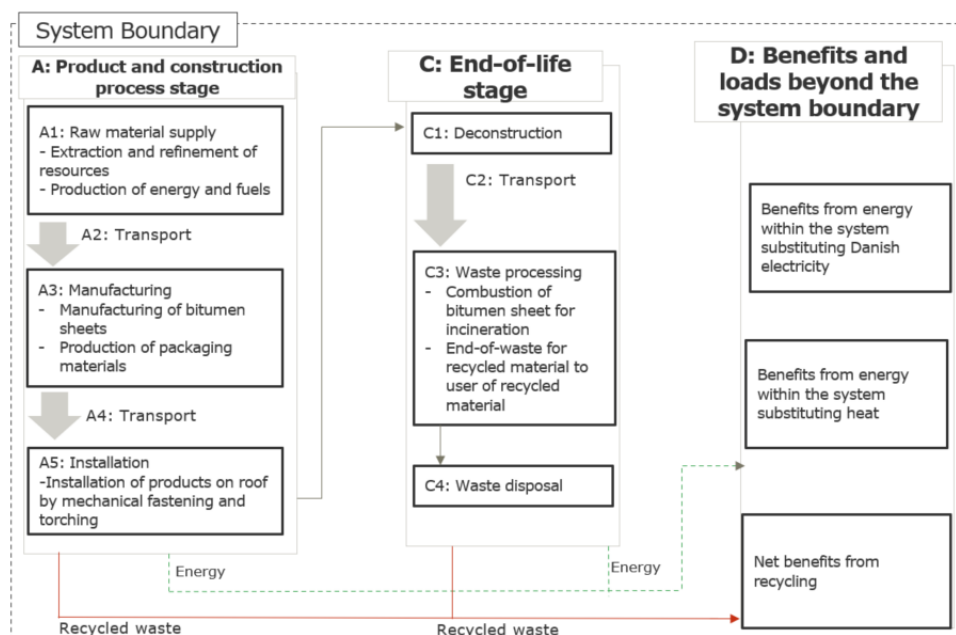 System Boundary
A: Product and construction
process stage
A1: Raw material supply
- Extraction and refinement of
resources
- Production of energy and fuels
A2: Transport
A3: Manufacturing
- Manufacturing of bitumen
sheets
- Production of packaging
materials
A4: Transport
A5: Installation
-Installation of products on roof
by mechanical fastening and
torching
Energy
Recycled waste
C: End-of-life
stage
C1: Deconstruction
C2: Transport
C3: Waste processing
- Combustion of
bitumen sheet for
incineration
- End-of-waste for
recycled material to
user of recycled
material
C4: Waste disposal
Energy
Recycled waste
D: Benefits and
loads beyond the
system boundary
Benefits from energy
within the system
substituting Danish
electricity
Benefits from energy
within the system
substituting heat
Net benefits from
recycling